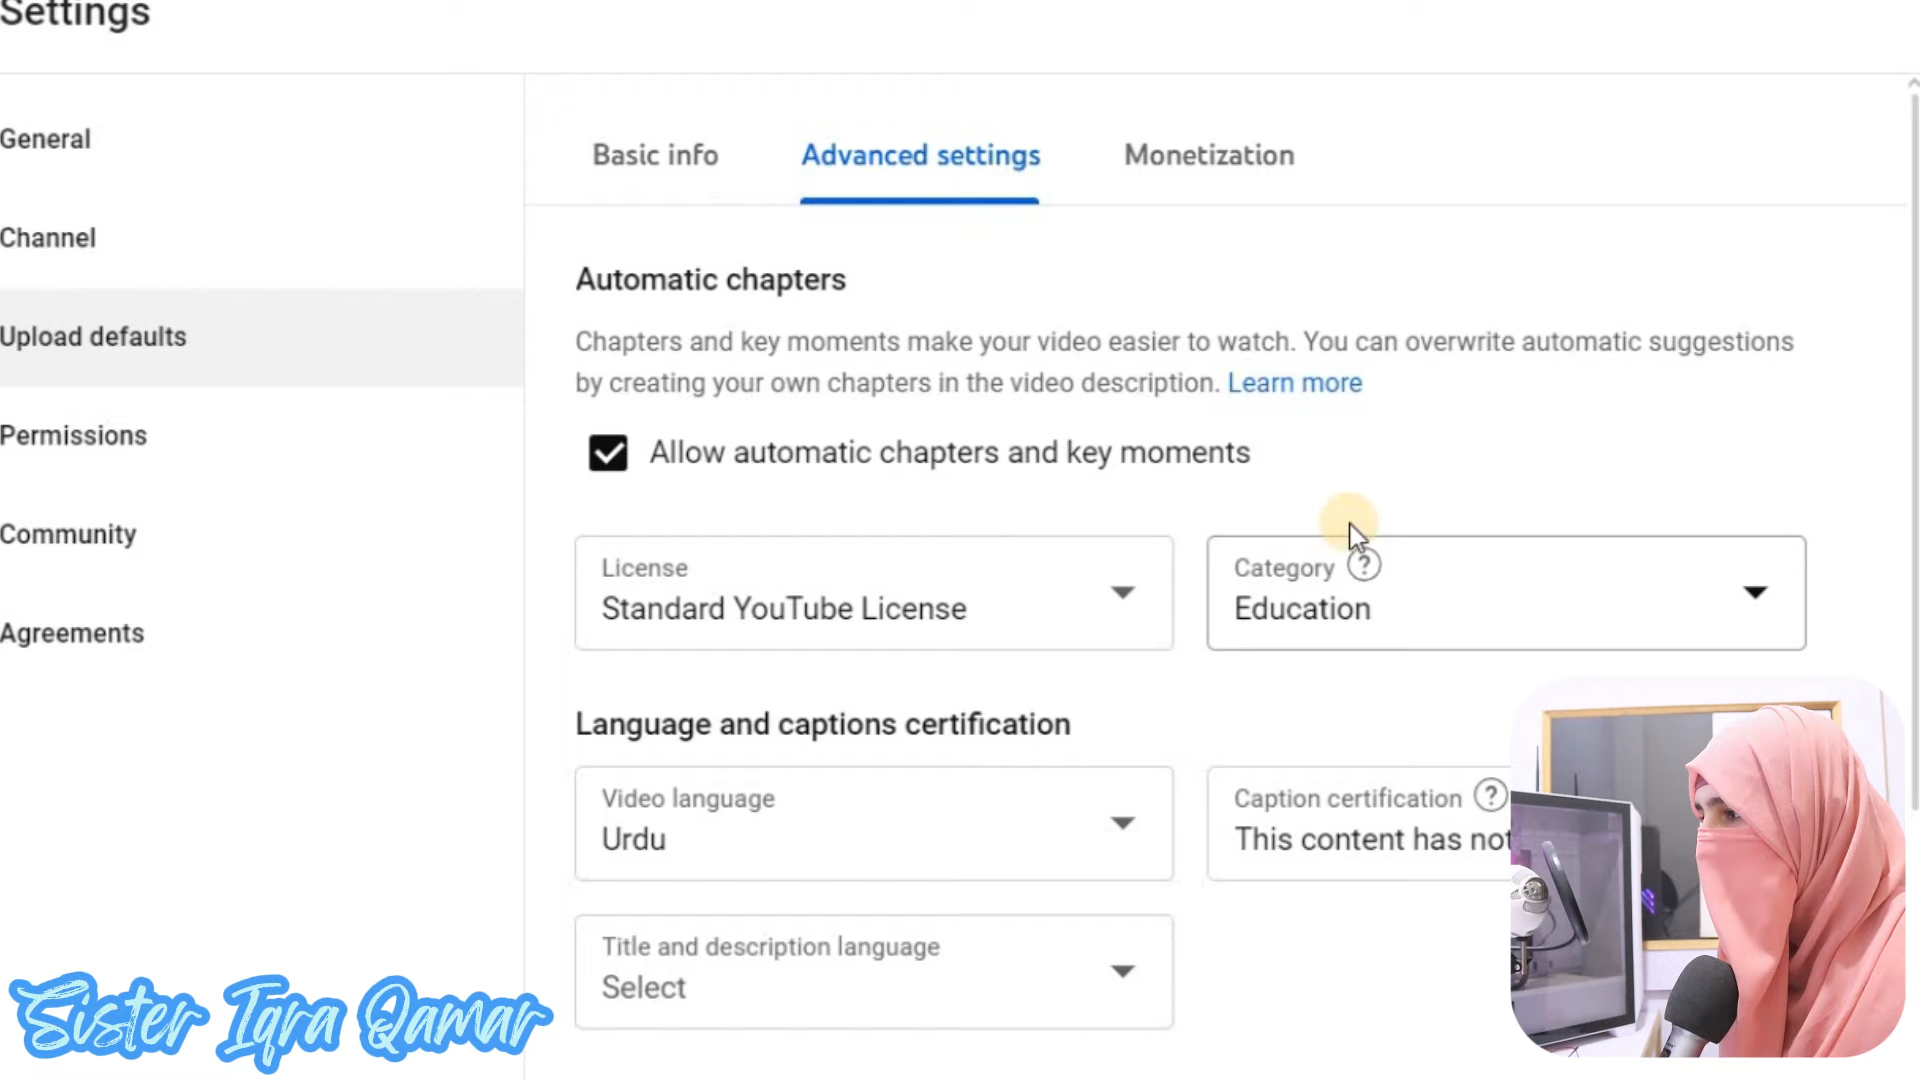 Settings
General
Channel
Upload defaults
Permissions
Community
Agreements
Basic info
Advanced settings
Monetization
Automatic chapters
Chapters and key moments make your video easier to watch. You can overwrite automatic suggestions
by creating your own chapters in the video description. Learn more
Allow automatic chapters and key moments
License
Standard YouTube License
Category ?
Education
Language and captions certification
Video language
Urdu
Caption certification ?
This content has not
Title and description language
Select
Sister Iqra Qamar